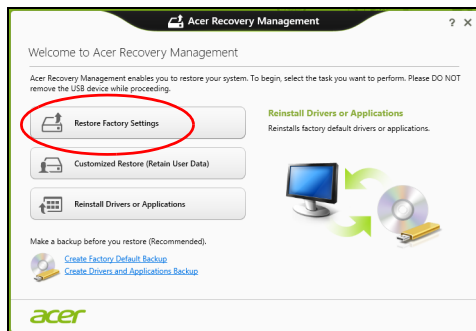 Acer Recovery Management
? ×
Welcome to Acer Recovery Management
Acer Recovery Management enables you to restore your system. To begin, select the task you want to perform. Please DO NOT
remove the USB device while proceeding.
Restore Factory Settings
Reinstall Drivers or Applications
Reinstalls factory default drivers or applications.
Customized Restore (Retain User Data)
Reinstall Drivers or Applications
Make a backup before you restore (Recommended).
Create Factory Default Backup
Create Drivers and Applications Backup
acer